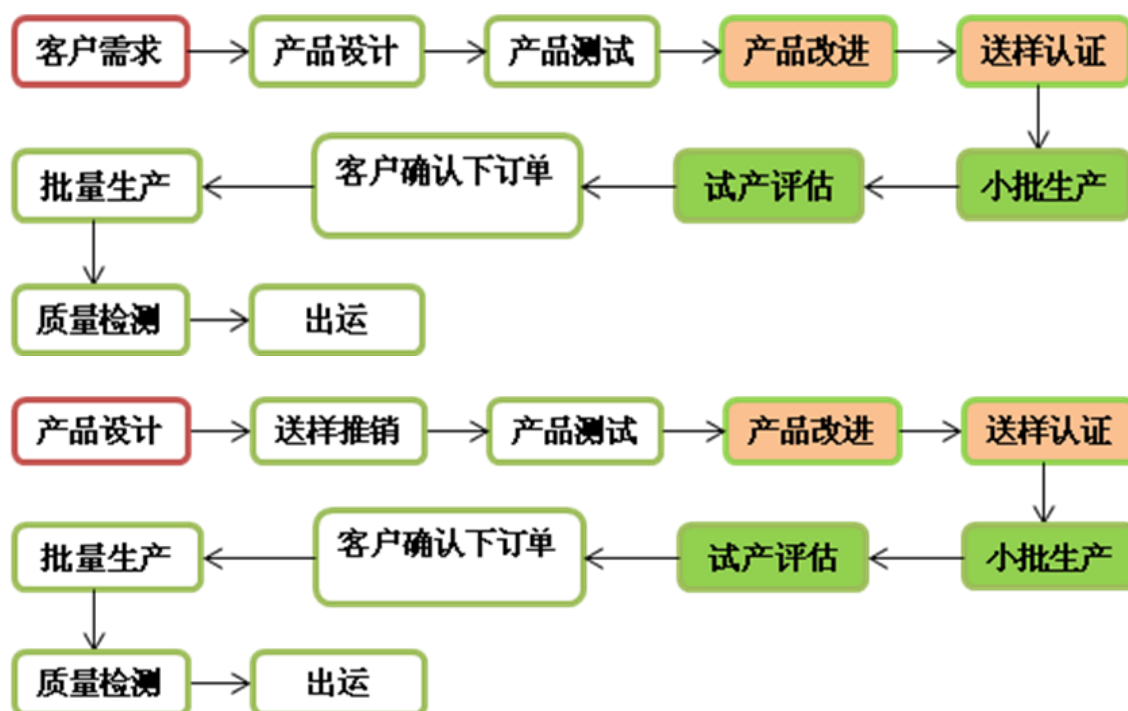 客户需求
产品设计
产品测试
产品改进
送样认证
批量生产
客户确认下订单
试产评估
小批生产
质量检测
出运
产品设计
送样推销
产品测试
产品改进
送样认证
批量生产
客户确认下订单
试产评估
小批生产
质量检测
出运